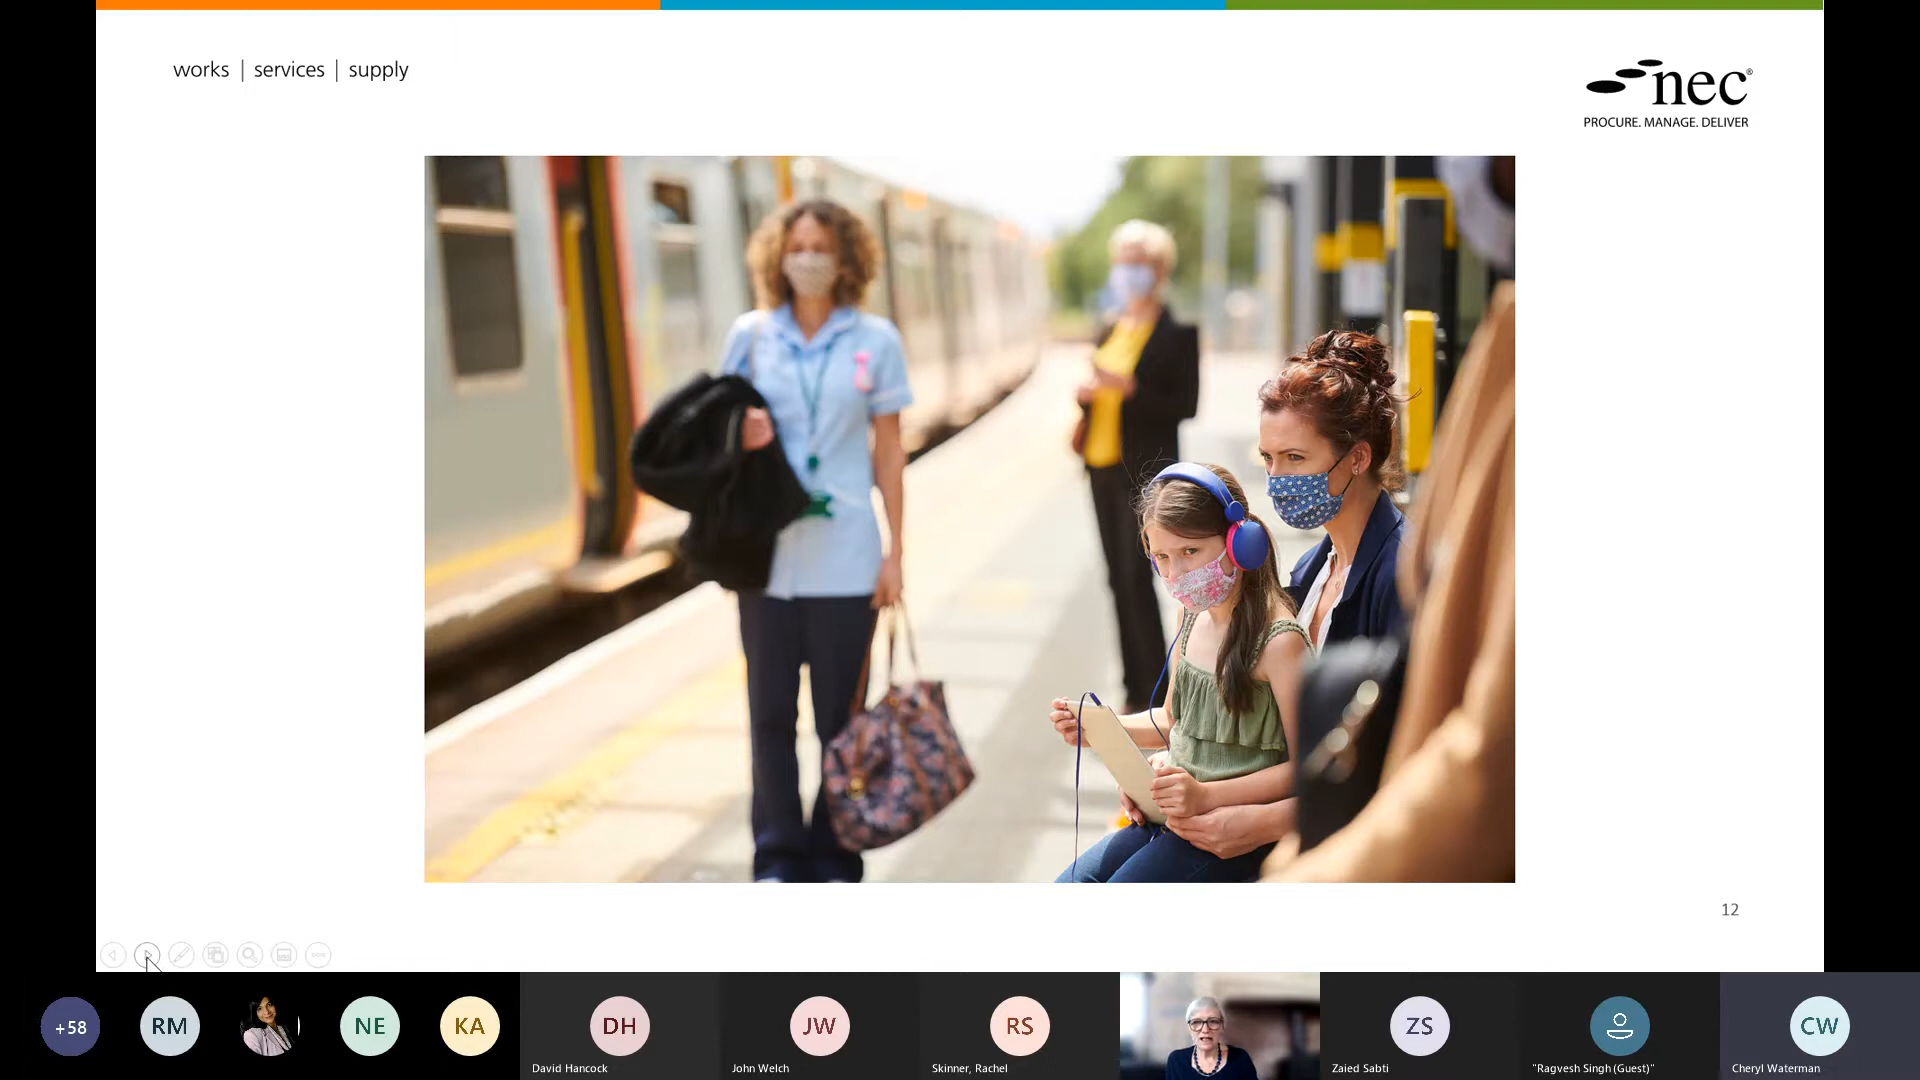 works | services | supply
nec®
PROCURE. MANAGE. DELIVER
12
+58
RM
NE
KA
DH
JW
RS
ZS
CW
David Hancock
John Welch
Skinner, Rachel
Zaied Sabti
"Ragvesh Singh (Guest)"
Cheryl Waterman